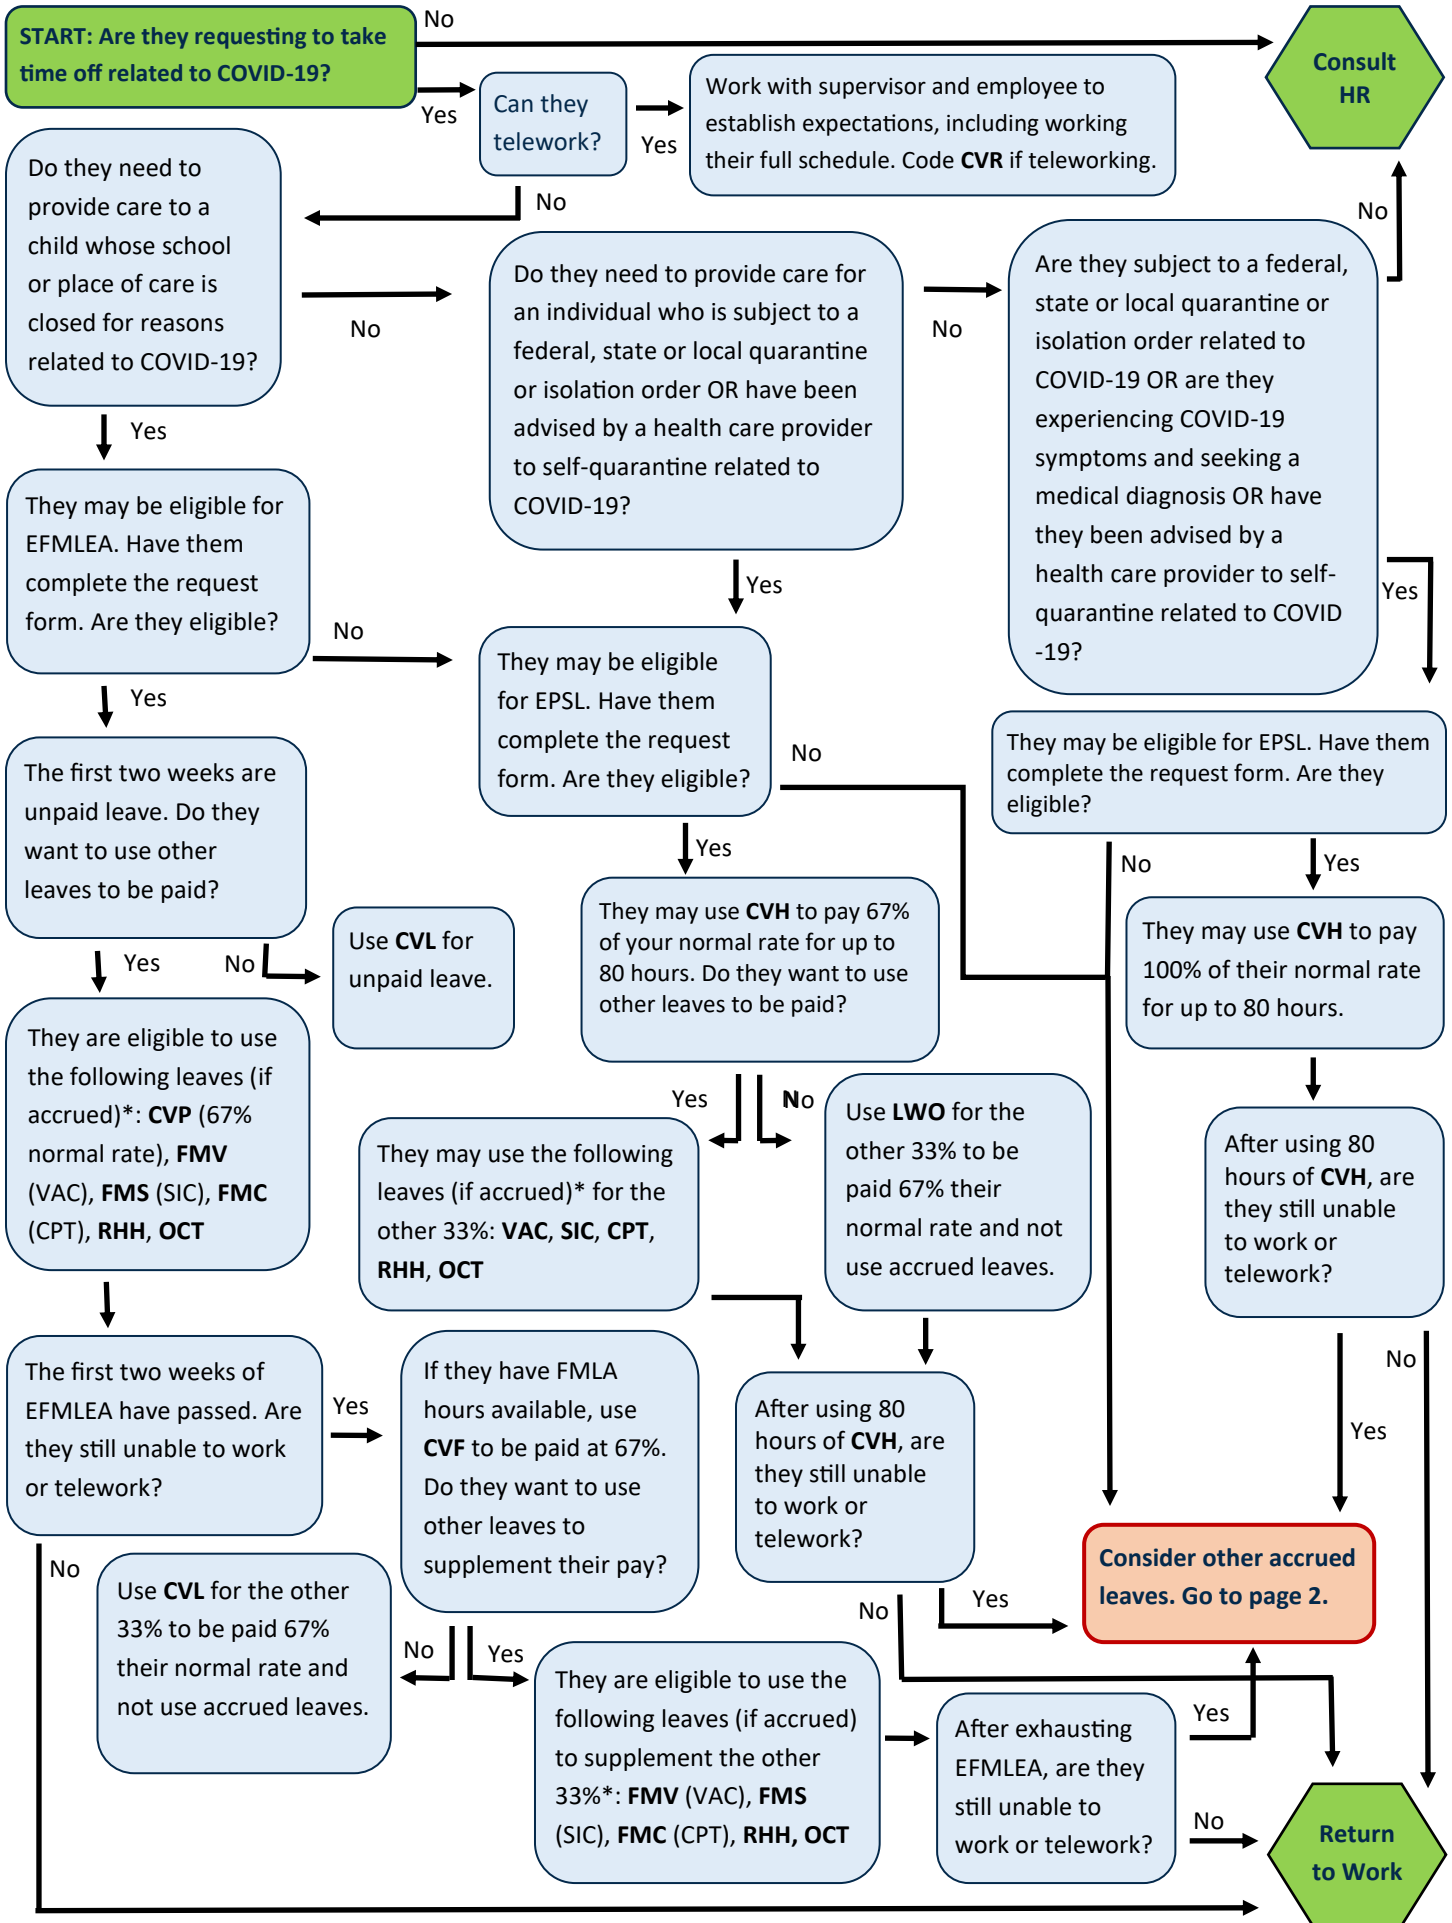 START: Are they requesting to take
time off related to COVID-19?
No
Yes
Consult
HR
Can they
telework?
Yes
No
Work with supervisor and employee to
establish expectations, including working
their full schedule. Code CVR if teleworking.
Do they need to
provide care to a
child whose school
or place of care is
closed for reasons
related to COVID-19?
No
Yes
Do they need to provide care for
an individual who is subject to a
federal, state or local quarantine
or isolation order OR have been
advised by a health care provider
to self-quarantine related to
COVID-19?
No
Yes
Are they subject to a federal,
state or local quarantine or
isolation order related to
COVID-19 OR are they
experiencing COVID-19
symptoms and seeking a
medical diagnosis OR have
they been advised by a
health care provider to self-
quarantine related to COVID
-19?
No
Yes
They may be eligible for
EFMLEA. Have them
complete the request
form. Are they eligible?
No
Yes
They may be eligible
for EPSL. Have them
complete the request
form. Are they eligible?
No
Yes
They may be eligible for EPSL. Have them
complete the request form. Are they
eligible?
No
Yes
The first two weeks are
unpaid leave. Do they
want to use other
leaves to be paid?
Yes
No
Use CVL for
unpaid leave.
They may use CVH to pay 67%
of your normal rate for up to
80 hours. Do they want to use
other leaves to be paid?
Yes
No
They may use CVH to pay
100% of their normal rate
for up to 80 hours.
They are eligible to use
the following leaves (if
accrued)*: CVP (67%
normal rate), FMV
(VAC), FMS (SIC), FMC
(CPT), RHH, OCT
They may use the following
leaves (if accrued)* for the
other 33%: VAC, SIC, CPT,
RHH, OCT
Use LWO for the
other 33% to be
paid 67% their
normal rate and not
use accrued leaves.
After using 80
hours of CVH, are
they still unable
to work or
telework?
Yes
No
The first two weeks of
EFMLEA have passed. Are
they still unable to work
or telework?
Yes
No
If they have FMLA
hours available, use
CVF to be paid at 67%.
Do they want to use
other leaves to
supplement their pay?
No
Yes
After using 80
hours of CVH, are
they still unable
to work or
telework?
No
Yes
Consider other accrued
leaves. Go to page 2.
Use CVL for the other
33% to be paid 67%
their normal rate and
not use accrued leaves.
They are eligible to use the
following leaves (if accrued)
to supplement the other
33%*: FMV (VAC), FMS
(SIC), FMC (CPT), RHH, OCT
After exhausting
EFMLEA, are they
still unable to
work or telework?
Yes
No
Return
to Work